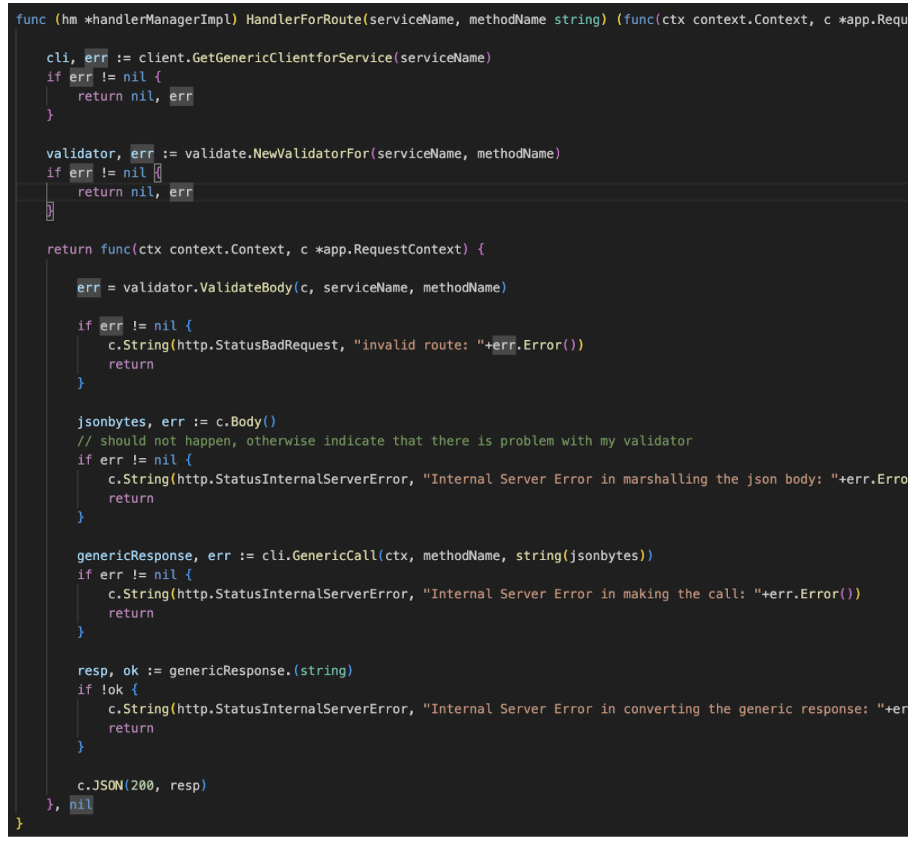 func (hm *handlerManagerImpl) HandlerForRoute(serviceName, methodName string) (func(ctx context.Context, c *app.Requ
cli, err := client.GetGenericClientforService(serviceName)
if err != nil {
return nil, err
}
validator, err := validate.NewValidatorFor(serviceName, methodName)
if err != nil {
return nil, err
}
return func(ctx context.Context, c *app.RequestContext) {
err = validator.ValidateBody(c, serviceName, methodName)
if err != nil {
c.String(http.StatusBadRequest, "invalid route: "+err.Error())
return
}
jsonbytes, err := c.Body()
// should not happen, otherwise indicate that there is problem with my validator
if err != nil {
c.String(http.StatusInternalServerError, "Internal Server Error in marshalling the json body: "+err.Erro
return
}
genericResponse, err := cli.GenericCall(ctx, methodName, string(jsonbytes))
if err != nil {
c.String(http.StatusInternalServerError, "Internal Server Error in making the call: "+err.Error())
return
}
resp, ok := genericResponse.(string)
if !ok {
c.String(http.StatusInternalServerError, "Internal Server Error in converting the generic response: "+er
return
}
c.JSON(200, resp)
}, nil
}